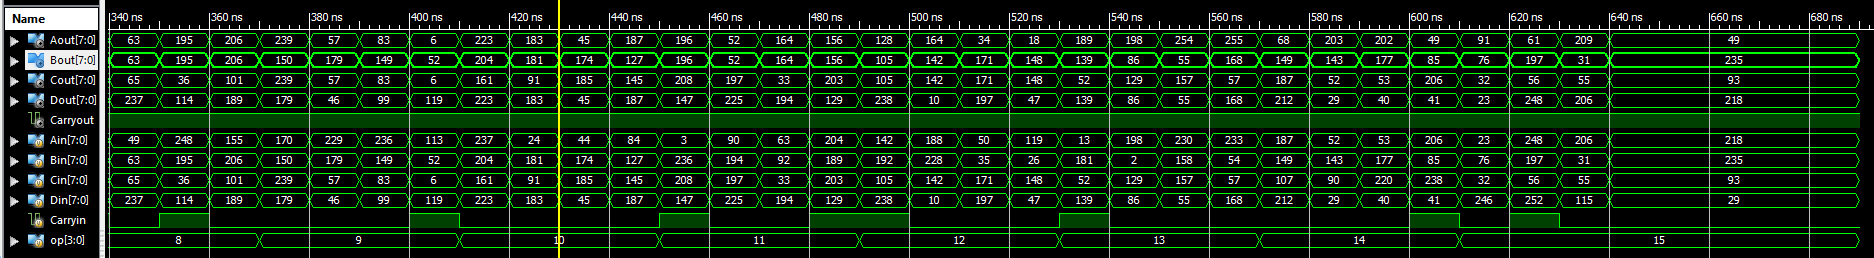 Name 340 ns 360 ns 380 ns 400 ns 420 ns 440 ns 460 ns 480 ns 500 ns 520 ns 540 ns 560 ns 580 ns 600 ns 620 ns 640 ns 660 ns 680 ns
Aout[7:0] 63 195 206 239 57 83 6 223 183 45 187 196 52 164 156 128 164 34 18 189 198 254 255 68 203 202 49 91 61 209 49
Bout[7:0] 63 195 206 150 179 149 52 204 181 174 127 196 52 164 156 105 142 171 148 139 86 55 168 149 143 177 85 76 197 31 235
Cout[7:0] 65 36 101 239 57 83 6 161 91 185 145 208 197 33 203 105 142 171 148 52 129 157 57 187 52 53 206 32 56 55 93
Dout[7:0] 237 114 189 179 46 99 119 223 183 45 187 147 225 194 129 238 10 197 47 139 86 55 168 212 29 40 41 23 248 206 218
Carryout
Ain[7:0] 49 248 155 170 229 236 113 237 24 44 84 3 90 63 204 142 188 50 119 13 198 230 233 187 52 53 206 23 248 206 218
Bin[7:0] 63 195 206 150 179 149 52 204 181 174 127 236 194 92 189 192 228 35 26 181 2 158 54 149 143 177 85 76 197 31 235
Cin[7:0] 65 36 101 239 57 83 6 161 91 185 145 208 197 33 203 105 142 171 148 52 129 157 57 107 90 220 238 32 56 55 93
Din[7:0] 237 114 189 179 46 99 119 223 183 45 187 147 225 194 129 238 10 197 47 139 86 55 168 212 29 40 41 246 252 115 29
Carryin
op[3:0] 8 9 10 11 12 13 14 15